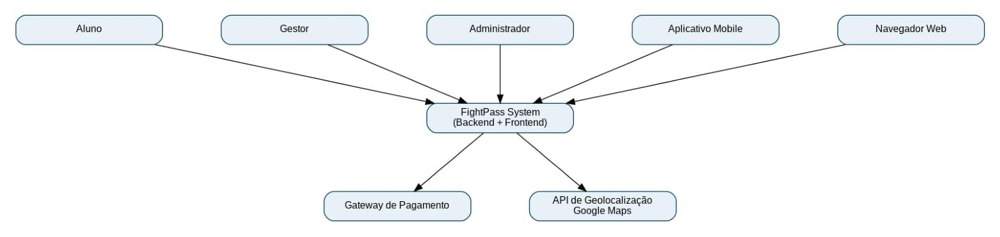 Aluno
Gestor
Administrador
Aplicativo Mobile
Navegador Web
FightPass System
(Backend + Frontend)
Gateway de Pagamento
API de Geolocalização
Google Maps